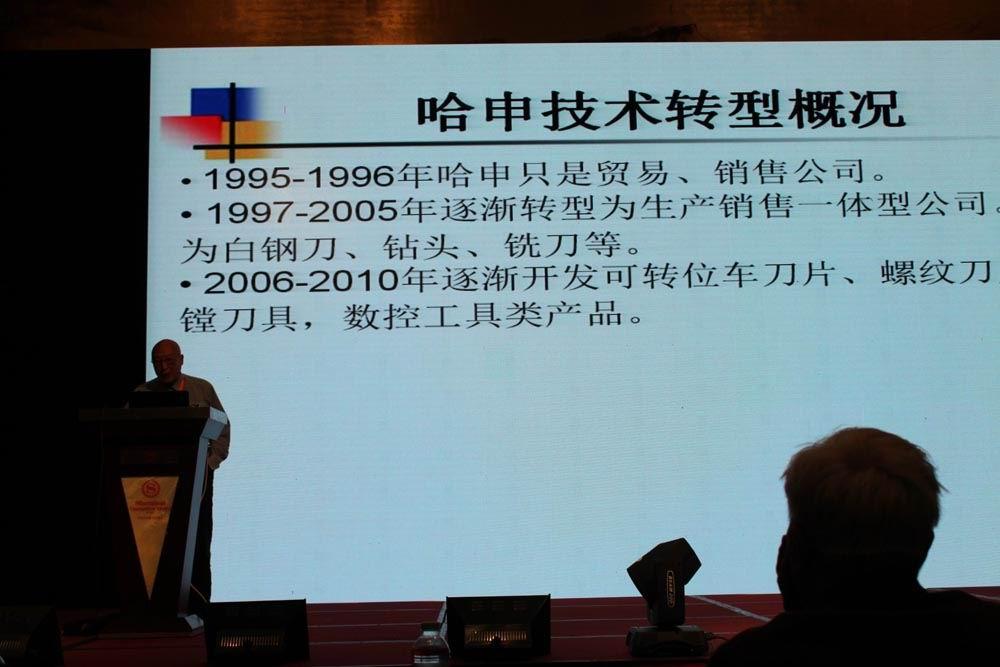 哈申技术转型概况
• 1995-1996年哈申只是贸易、销售公司。
• 1997-2005年逐渐转型为生产销售一体型公司。
为白钢刀、钻头、铣刀等。
• 2006-2010年逐渐开发可转位车刀片、螺纹刀
镗刀具，数控工具类产品。